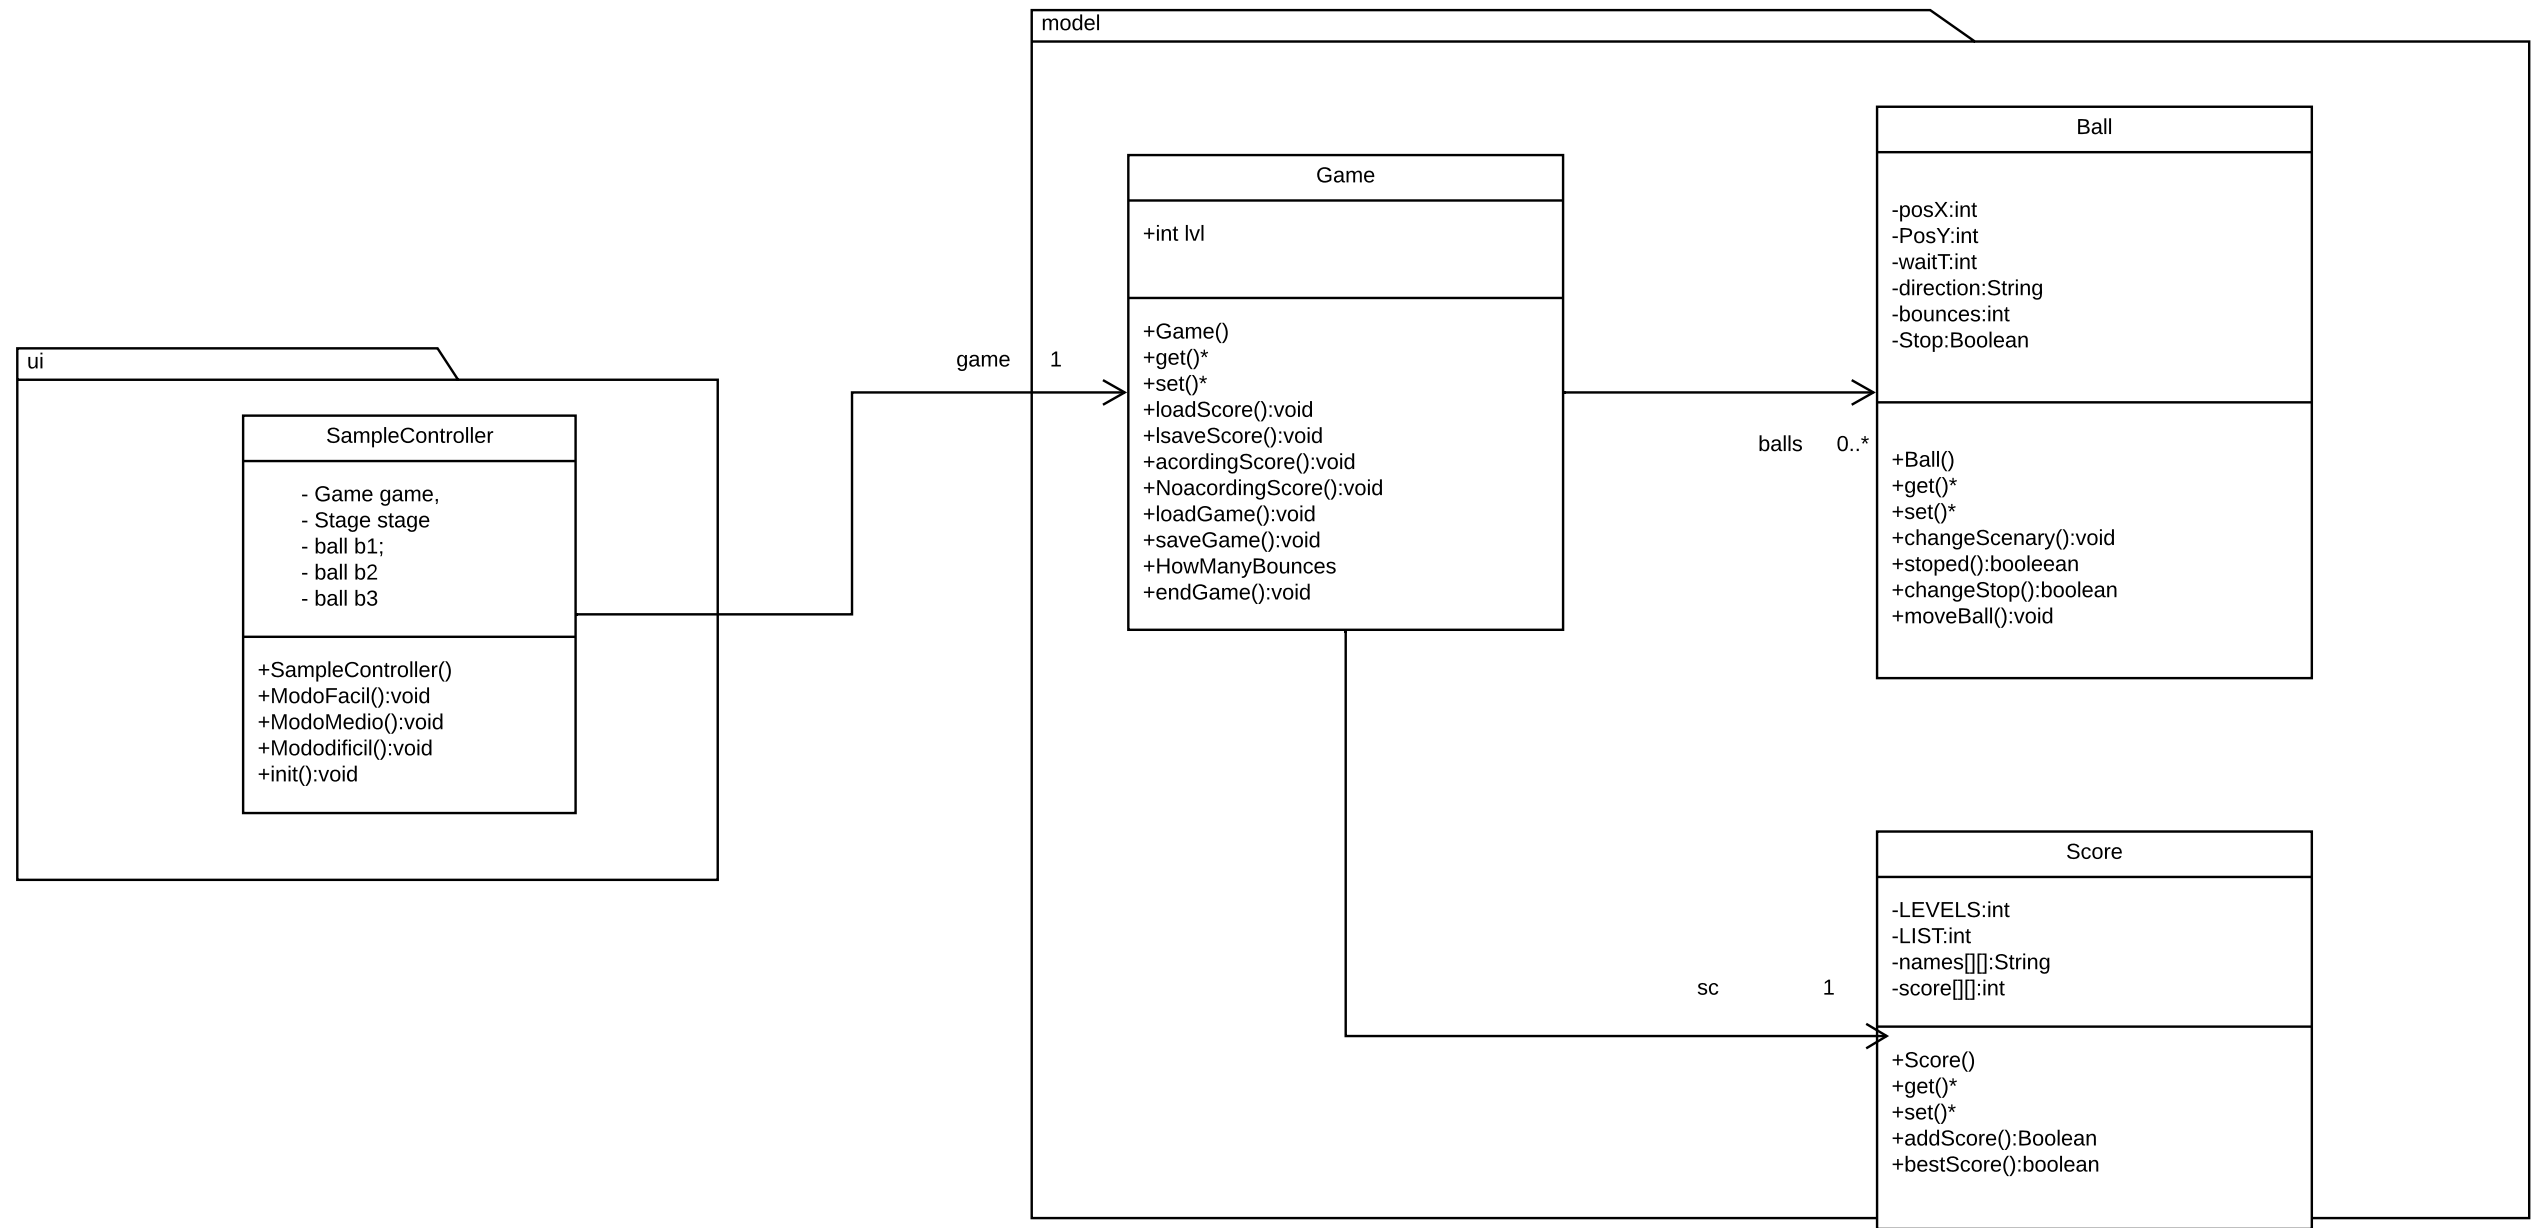 model
Ball
-posX:int
-PosY:int
-waitT:int
-direction:String
-bounces:int
-Stop:Boolean
+Ball()
+get()*
+set()*
+changeScenary():void
+stoped():booleean
+changeStop():boolean
+moveBall():void
Game
+int lvl
+Game()
+get()*
+set()*
+loadScore():void
+lsaveScore():void
+acordingScore():void
+NoacordingScore():void
+loadGame():void
+saveGame():void
+HowManyBounces
+endGame():void
balls 0..*
game 1
ui
SampleController
- Game game,
- Stage stage
- ball b1;
- ball b2
- ball b3
+SampleController()
+ModoFacil():void
+ModoMedio():void
+Mododificil():void
+init():void
sc 1
Score
-LEVELS:int
-LIST:int
-names[][]:String
-score[][]:int
+Score()
+get()*
+set()*
+addScore():Boolean
+bestScore():boolean